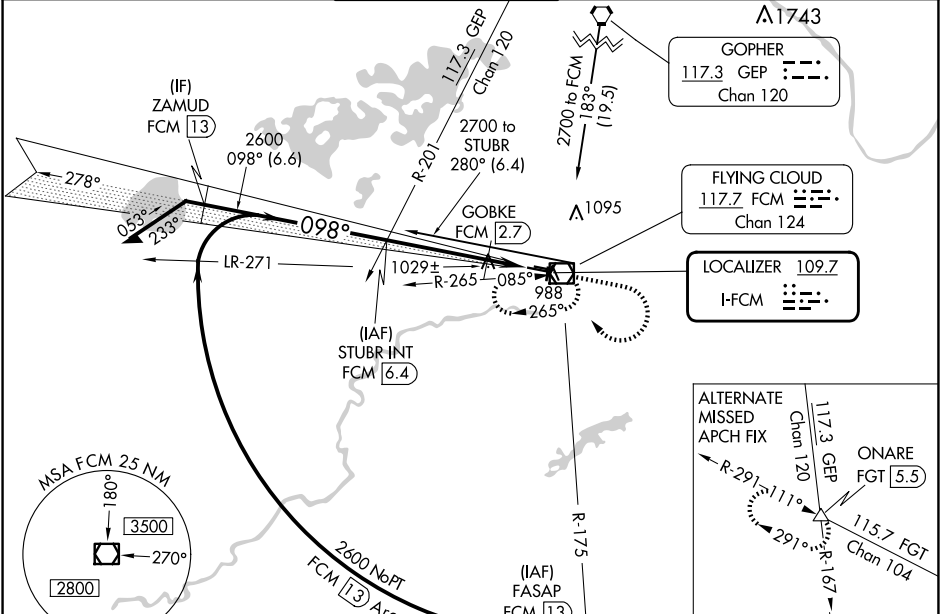 1743
GOPHER
117.3 GEP
Chan 120
117.3 GEP
Chan 120
2700 to FCM
183°
(19.5)
(IF)
ZAMUD
FCM 13
2600
098° (6.6)
2700 to
STUBR
280° (6.4)
R-201
278°
053°
233°
098°
GOBKE
FCM 2.7
1095
FLYING CLOUD
117.7 FCM
Chan 124
LR-271
1029±
R-265
085°
988
265°
LOCALIZER 109.7
I-FCM
(IAF)
STUBR INT
FCM 6.4
ALTERNATE
MISSED
APCH FIX
117.3 GEP
Chan 120
ONARE
FGT 5.5
R-291
111°
291°
115.7 FGT
Chan 104
R-167
MSA FCM 25 NM
180°
3500
270°
2800
2600 NoPT
FCM 13 Arc
R-175
(IAF)
FASAP
FCM 13